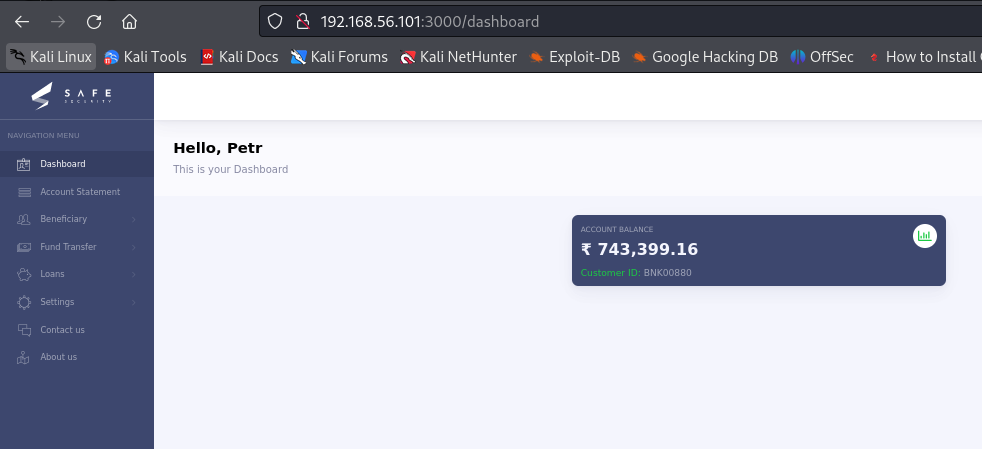 192.168.56.101:3000/dashboard
Kali Linux Kali Tools Kali Docs Kali Forums Kali NetHunter Exploit-DB Google Hacking DB OffSec How to Install
SAFE
SECURITY
NAVIGATION MENU
Dashboard
Account Statement
Beneficiary
Fund Transfer
Loans
Settings
Contact us
About us
Hello, Petr
This is your Dashboard
ACCOUNT BALANCE
₹ 743,399.16
Customer ID: BNK00880